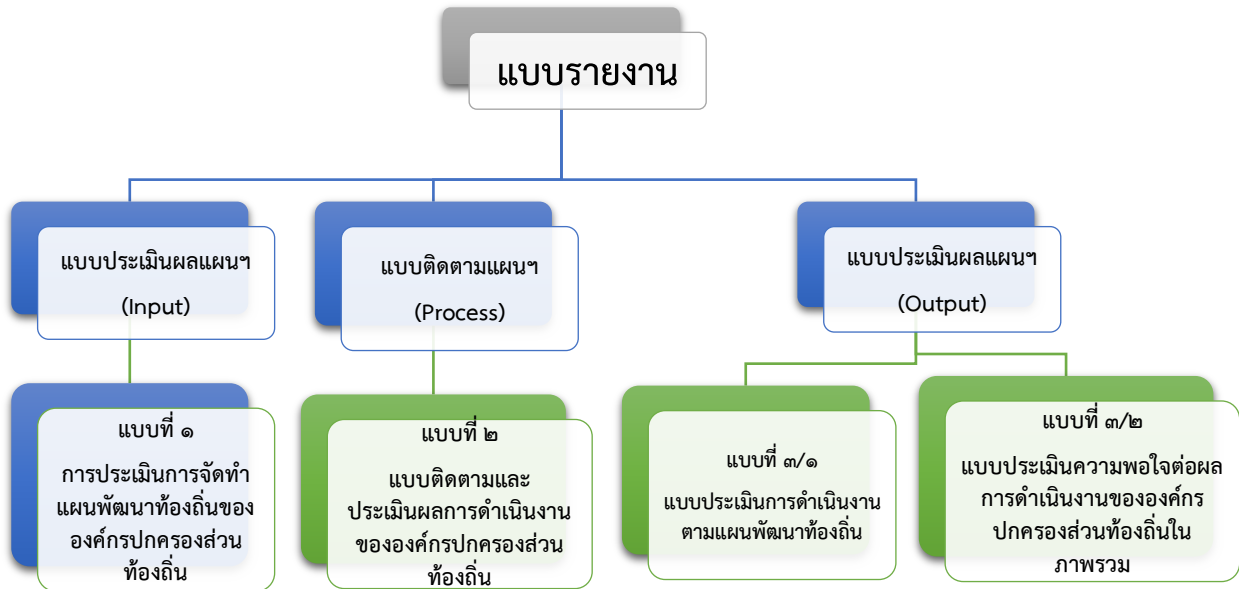 แบบรายงาน
แบบประเมินผลแผนฯ
(Input)
แบบติดตามแผนฯ
(Process)
แบบประเมินผลแผนฯ
(Output)
แบบที่ ๑
การประเมินการจัดทำ
แผนพัฒนาท้องถิ่นของ
องค์กรปกครองส่วน
ท้องถิ่น
แบบที่ ๒
แบบติดตามและ
ประเมินผลการดำเนินงาน
ขององค์กรปกครองส่วน
ท้องถิ่น
แบบที่ ๓/๑
แบบประเมินการดำเนินงาน
ตามแผนพัฒนาท้องถิ่น
แบบที่ ๓/๒
แบบประเมินความพอใจต่อผล
การดำเนินงานขององค์กร
ปกครองส่วนท้องถิ่นใน
ภาพรวม